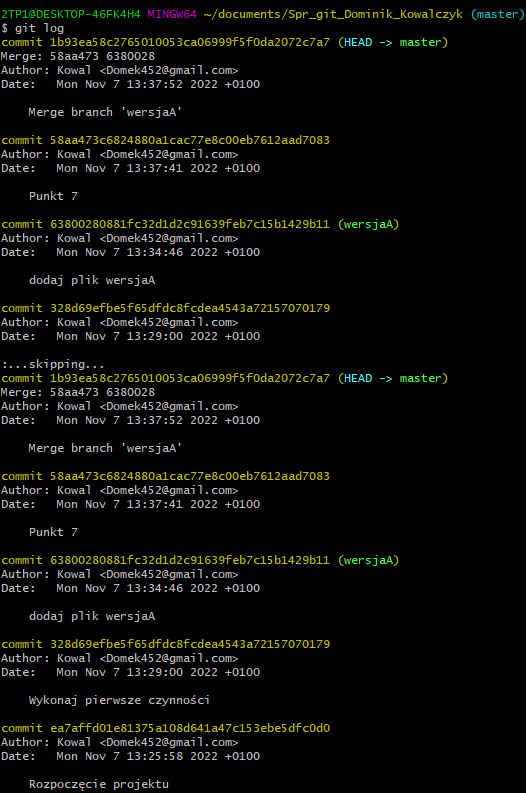 2TP1@DESKTOP-46FK4H4 MINGW64 ~/documents/Spr_git_Dominik_Kowalczyk (master)
$ git log
commit 1b93ea58c2765010053ca06999f5f0da2072c7a7 (HEAD -> master)
Merge: 58aa473 6380028
Author: Kowal <Domek452@gmail.com>
Date:   Mon Nov 7 13:37:52 2022 +0100

    Merge branch 'wersjaA'

commit 58aa473c6824880a1cac77e8c00eb7612aad7083
Author: Kowal <Domek452@gmail.com>
Date:   Mon Nov 7 13:37:41 2022 +0100

    Punkt 7

commit 63800280881fc32d1d2c91639feb7c15b1429b11 (wersjaA)
Author: Kowal <Domek452@gmail.com>
Date:   Mon Nov 7 13:34:46 2022 +0100

    dodaj plik wersjaA

commit 328d69efbe5f65dfdc8fcdea4543a72157070179
Author: Kowal <Domek452@gmail.com>
Date:   Mon Nov 7 13:29:00 2022 +0100

:...skipping...
commit 1b93ea58c2765010053ca06999f5f0da2072c7a7 (HEAD -> master)
Merge: 58aa473 6380028
Author: Kowal <Domek452@gmail.com>
Date:   Mon Nov 7 13:37:52 2022 +0100

    Merge branch 'wersjaA'

commit 58aa473c6824880a1cac77e8c00eb7612aad7083
Author: Kowal <Domek452@gmail.com>
Date:   Mon Nov 7 13:37:41 2022 +0100

    Punkt 7

commit 63800280881fc32d1d2c91639feb7c15b1429b11 (wersjaA)
Author: Kowal <Domek452@gmail.com>
Date:   Mon Nov 7 13:34:46 2022 +0100

    dodaj plik wersjaA

commit 328d69efbe5f65dfdc8fcdea4543a72157070179
Author: Kowal <Domek452@gmail.com>
Date:   Mon Nov 7 13:29:00 2022 +0100

    Wykonaj pierwsze czynności

commit ea7affd01e81375a108d641a47c153ebe5dfc0d0
Author: Kowal <Domek452@gmail.com>
Date:   Mon Nov 7 13:25:58 2022 +0100

    Rozpoczęcie projektu